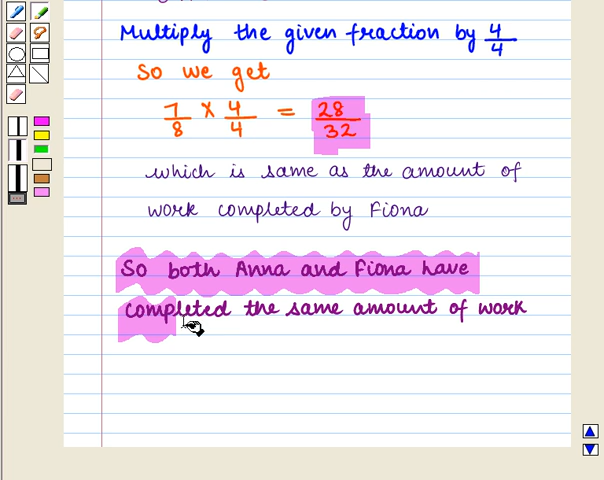 Multiply the given fraction by 4/4
So we get
7/8 × 4/4 = 28/32
which is same as the amount of
work completed by Fiona
So both Anna and Fiona have
completed the same amount of work